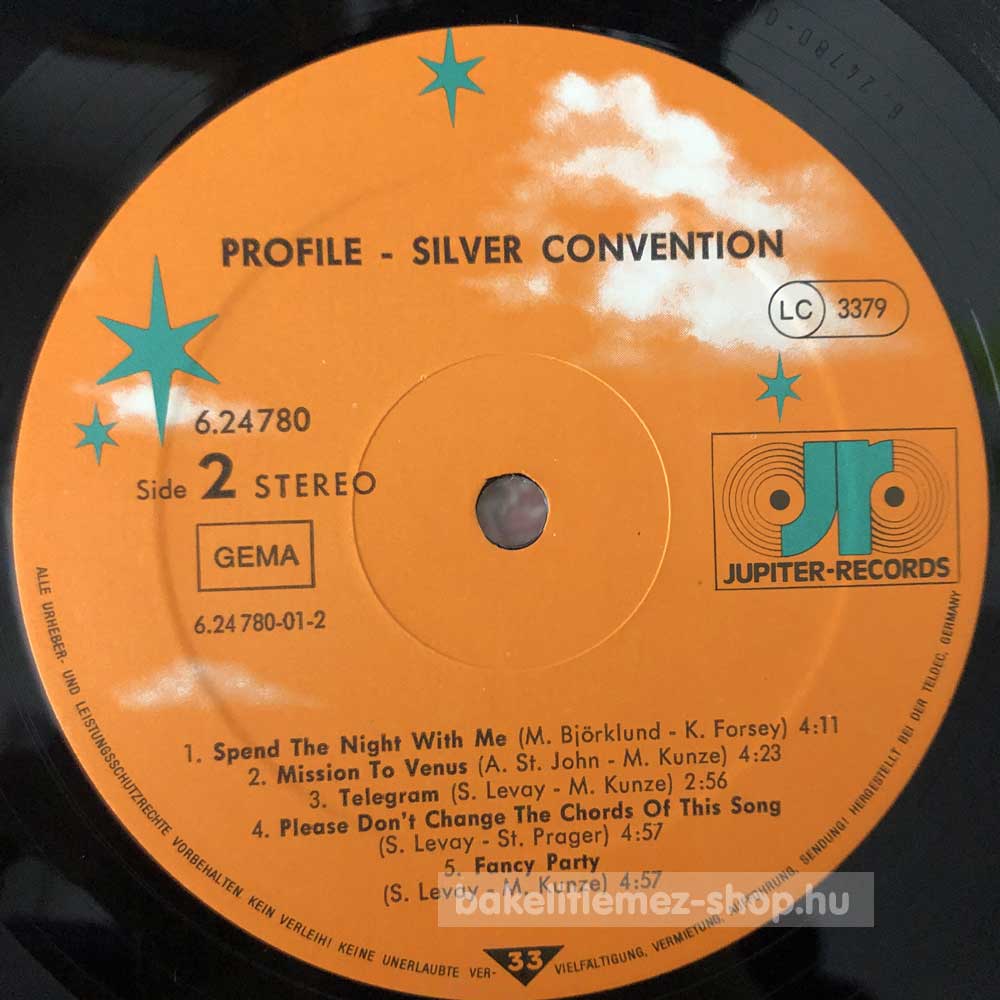 6-24780-0
PROFILE - SILVER CONVENTION
LC 3379
6.24780
Side 2 STEREO
GEMA
6.24 780-01-2
JUPITER-RECORDS
1. Spend The Night With Me (M. Björklund - K. Forsey) 4:11
2. Mission To Venus (A. St. John - M. Kunze) 4:23
3. Telegram (S. Levay - M. Kunze) 2:56
4. Please Don't Change The Chords Of This Song
(S. Levay - St. Prager) 4:57
5. Fancy Party
(S. Levay - M. Kunze) 4:57
bakelitlemez-shop.hu
33
ALLE URHEBER- UND LEISTUNGSSCHUTZRECHTE VORBEHALTEN. KEIN VERLEIH! KEINE UNERLAUBTE VER- VIELFÄLTIGUNG, VERMIETUNG, AUFFÜHRUNG, SENDUNG! HERGESTELLT BEI DER TELDEC, GERMANY